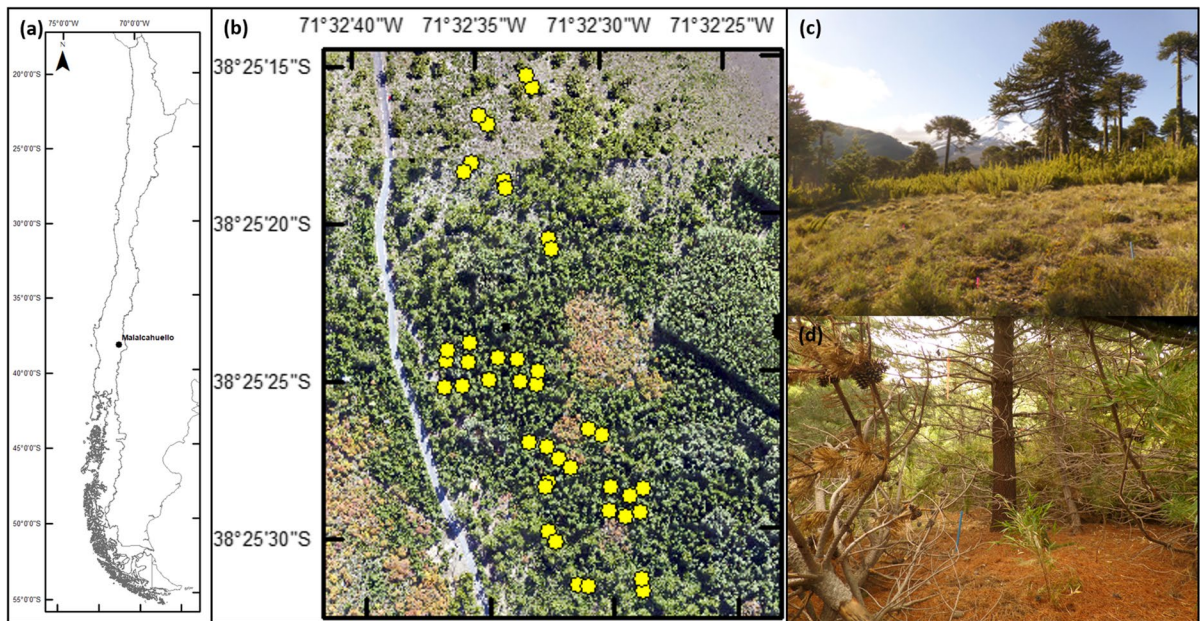 (a)
75°0'0"W 70°0'0"W
N
20°0'0"S
25°0'0"S
30°0'0"S
35°0'0"S
Malalcahuello
40°0'0"S
45°0'0"S
50°0'0"S
55°0'0"S
(b)
71°32'40"W 71°32'35"W 71°32'30"W 71°32'25"W
38°25'15"S
38°25'20"S
38°25'25"S
38°25'30"S
(c)
(d)